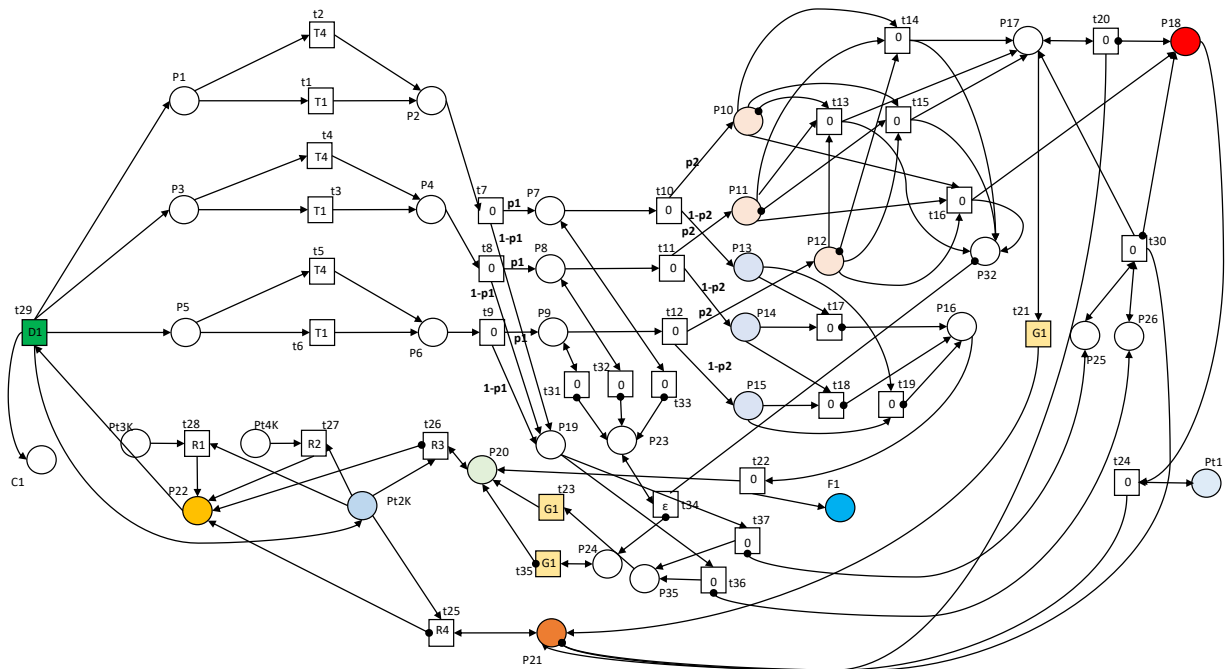 t2
T4
t14
0
P17
t20
0
P18
P1
t1
T1
P2
P10
t13
0
t15
0
t4
T4
p2
P3
t3
T1
P4
t7
0
p1
P7
t10
0
P11
1-p2
p2
t16
0
t5
T4
1-p1
t8
0
p1
P8
t11
0
P13
P12
P32
t30
0
1-p1
1-p2
t29
D1
P5
t6
T1
P6
t9
0
p1
P9
t12
0
p2
P14
t17
0
P16
t21
G1
P25
P26
1-p1
t31
0
t32
0
t33
0
1-p2
P15
t18
0
t19
0
Pt3K
t28
R1
Pt4K
t27
R2
t26
R3
P19
P23
C1
P20
t22
0
F1
t24
0
Pt1
P22
Pt2K
t23
G1
ε
t34
t37
0
t35
G1
P24
P35
t36
0
t25
R4
P21